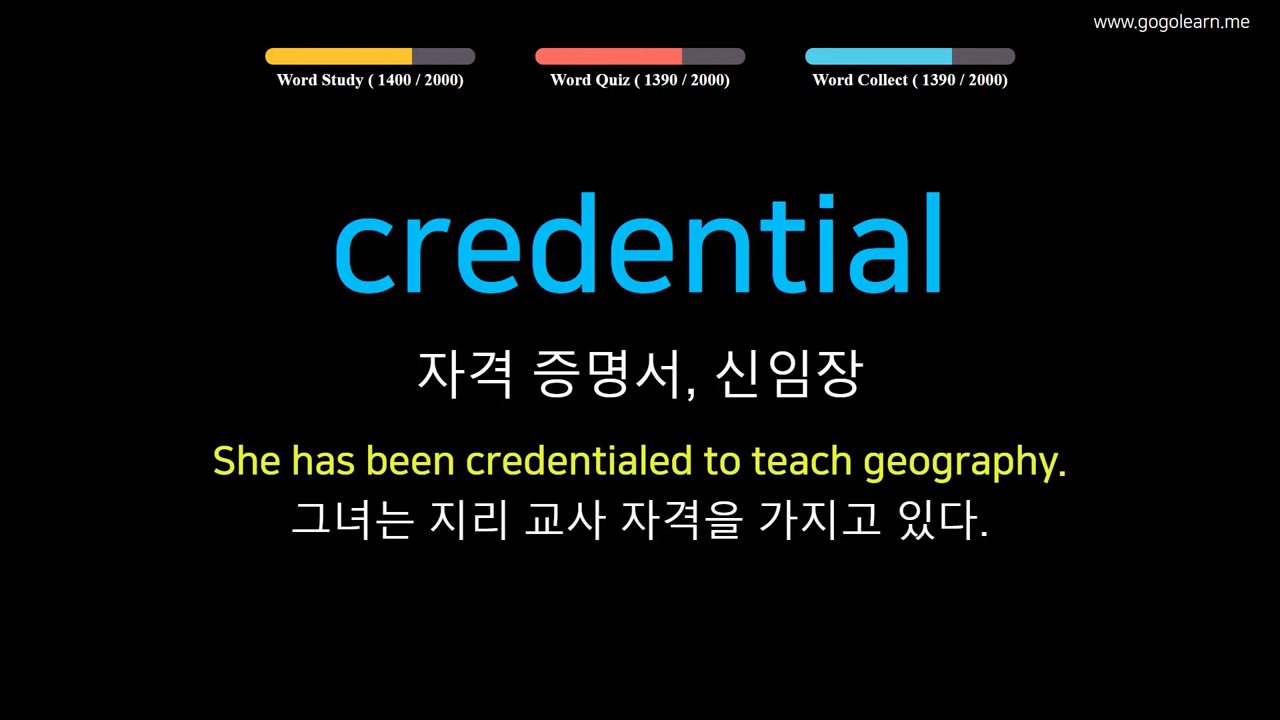 www.gogolearn.me
Word Study ( 1400 / 2000)
Word Quiz ( 1390 / 2000)
Word Collect ( 1390 / 2000)
credential
자격 증명서, 신임장
She has been credentialed to teach geography.
그녀는 지리 교사 자격을 가지고 있다.